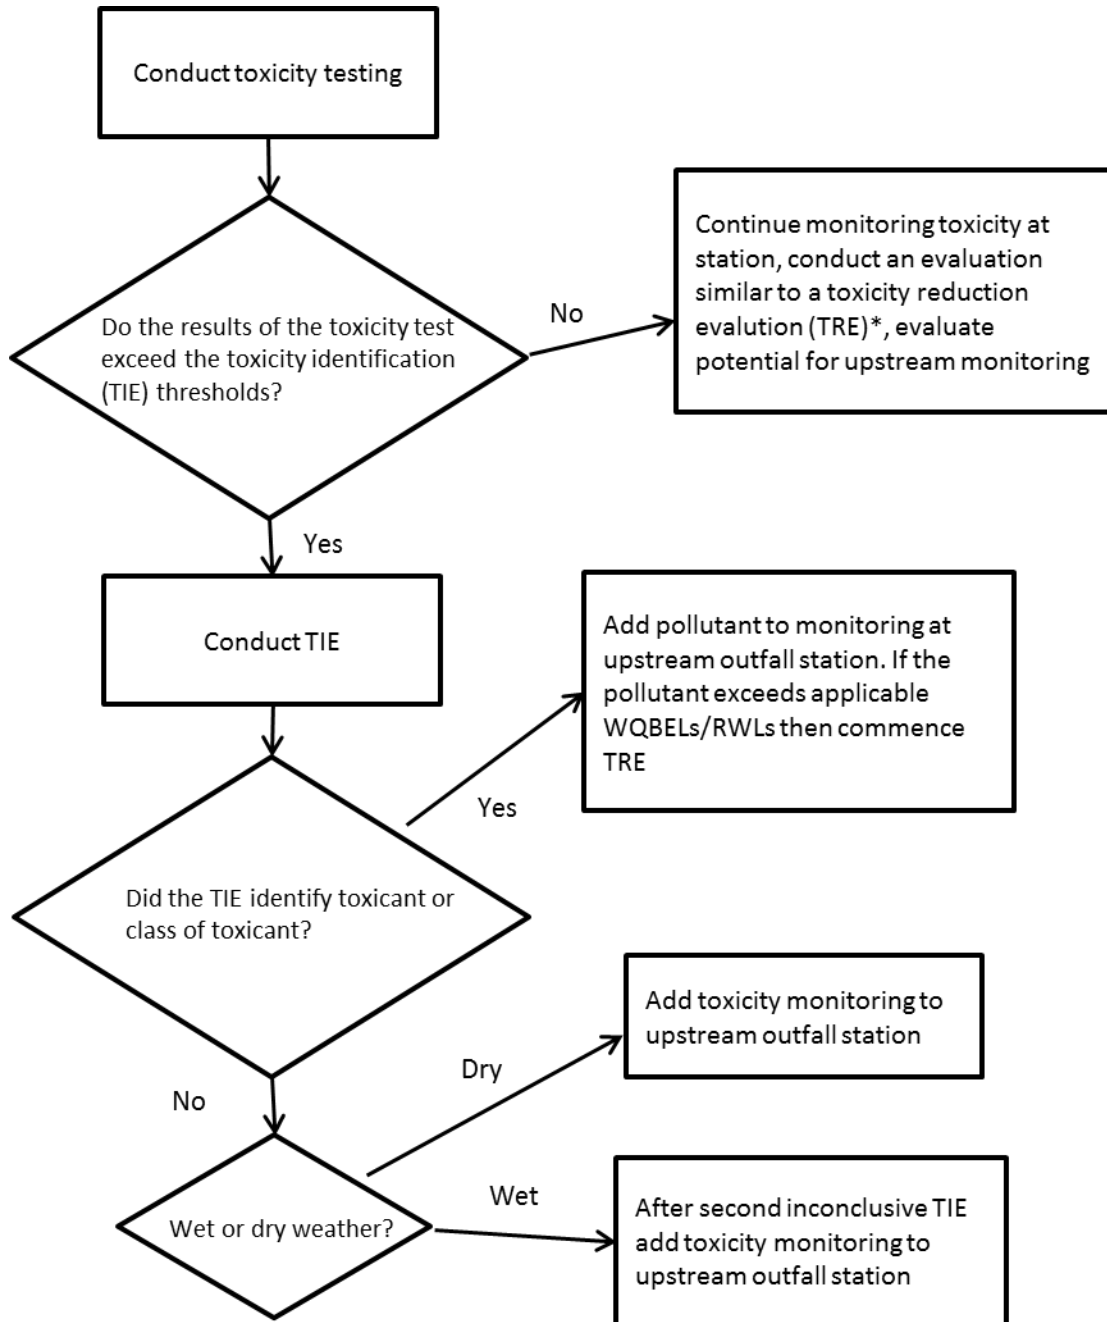 Conduct toxicity testing
Do the results of the toxicity test
exceed the toxicity identification
(TIE) thresholds?
No
Continue monitoring toxicity at
station, conduct an evaluation
similar to a toxicity reduction
evalution (TRE)*, evaluate
potential for upstream monitoring
Yes
Conduct TIE
Add pollutant to monitoring at
upstream outfall station. If the
pollutant exceeds applicable
WQBELs/RWLs then commence
TRE
Yes
Did the TIE identify toxicant or
class of toxicant?
Add toxicity monitoring to
upstream outfall station
Dry
No
Wet or dry weather?
Wet
After second inconclusive TIE
add toxicity monitoring to
upstream outfall station